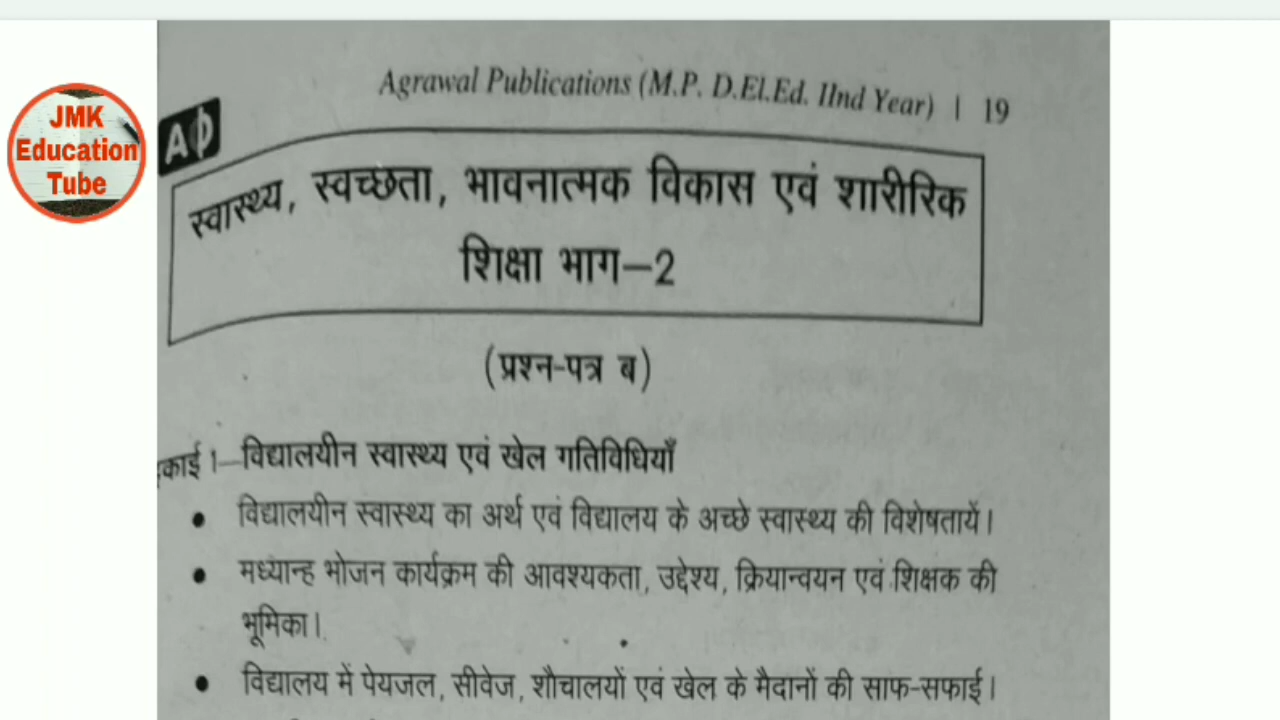 JMK
Education
Tube
Agrawal Publications (M.P. D.El.Ed. IInd Year) | 19
स्वास्थ्य, स्वच्छता, भावनात्मक विकास एवं शारीरिक
शिक्षा भाग–2
(प्रश्न-पत्र ब)
इकाई 1–विद्यालयीन स्वास्थ्य एवं खेल गतिविधियाँ
• विद्यालयीन स्वास्थ्य का अर्थ एवं विद्यालय के अच्छे स्वास्थ्य की विशेषतायें।
• मध्यान्ह भोजन कार्यक्रम की आवश्यकता, उद्देश्य, क्रियान्वयन एवं शिक्षक की
भूमिका।
• विद्यालय में पेयजल, सीवेज, शौचालयों एवं खेल के मैदानों की साफ-सफाई।